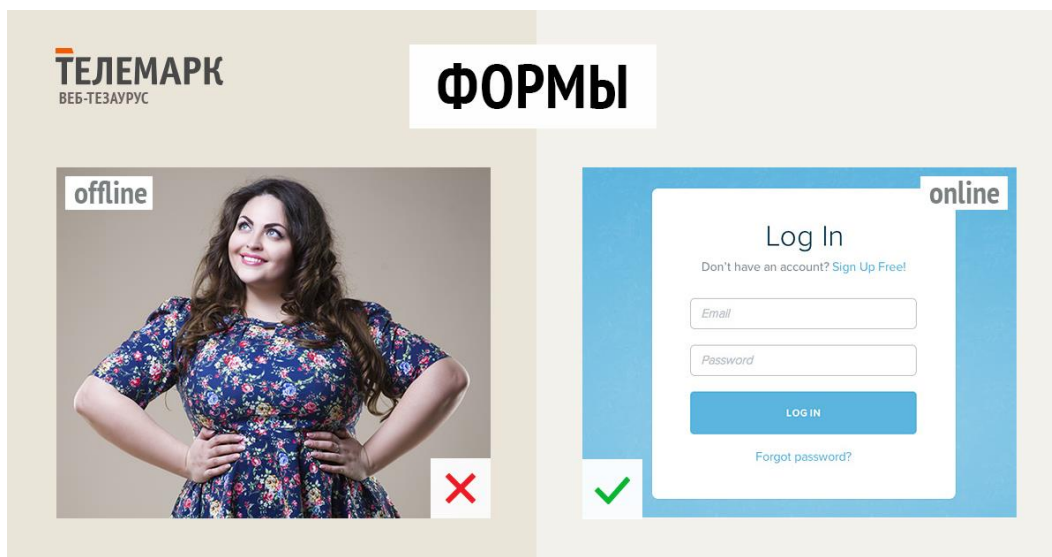 ТЕЛЕМАРК
ВЕБ-ТЕЗАУРУС
ФОРМЫ
offline
online
Log In
Don't have an account? Sign Up Free!
Email
Password
LOG IN
Forgot password?